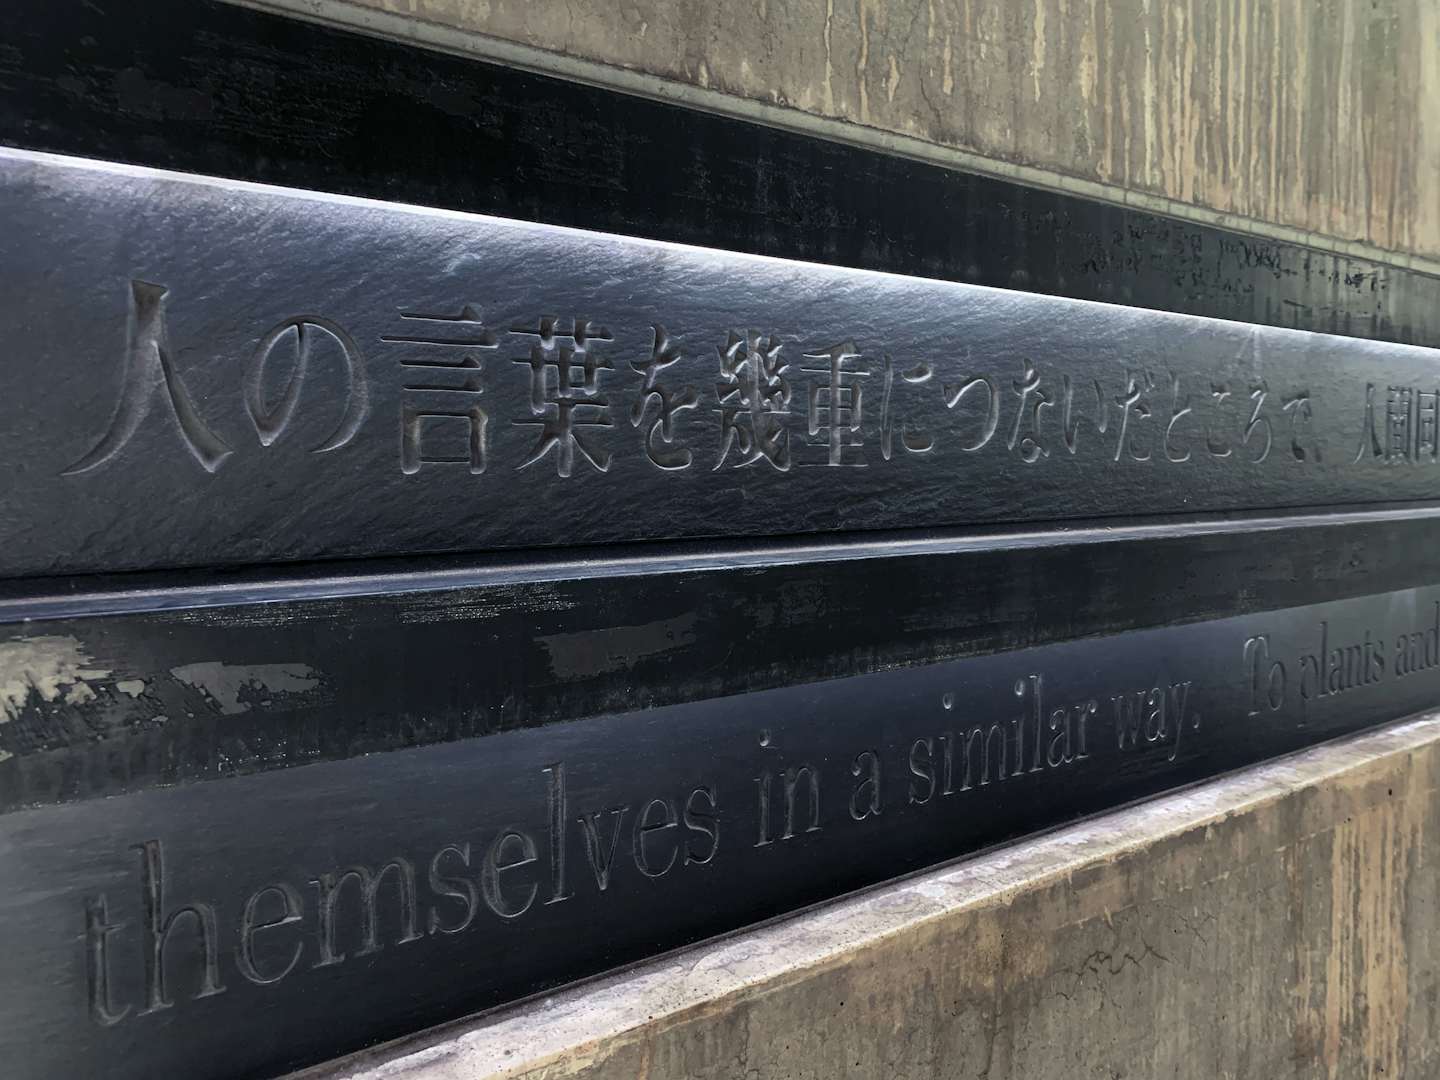 人の言葉を幾重につないだところで、人間同
themselves in a similar way. To plants and